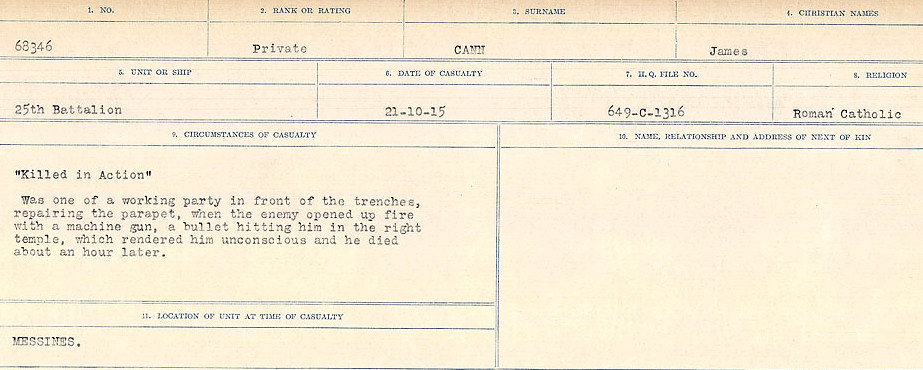 1. NO.
2. RANK OR RATING
3. SURNAME
4. CHRISTIAN NAMES
68346
Private
CANN
James
5. UNIT OR SHIP
6. DATE OF CASUALTY
7. H.Q. FILE NO.
8. RELIGION
25th Battalion
21-10-15
649-C-1316
Roman Catholic
9. CIRCUMSTANCES OF CASUALTY
10. NAME, RELATIONSHIP AND ADDRESS OF NEXT OF KIN
"Killed in Action"
Was one of a working party in front of the trenches,
repairing the parapet, when the enemy opened up fire
with a machine gun, a bullet hitting him in the right
temple, which rendered him unconscious and he died
about an hour later.
11. LOCATION OF UNIT AT TIME OF CASUALTY
MESSINES.